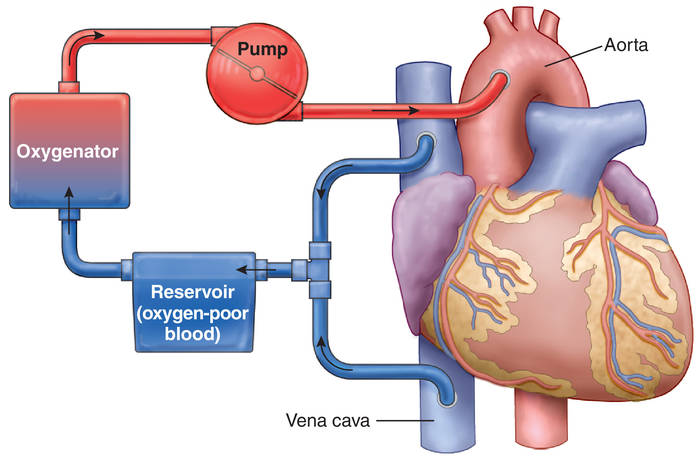 Pump
Aorta
Oxygenator
Reservoir
(oxygen-poor
blood)
Vena cava